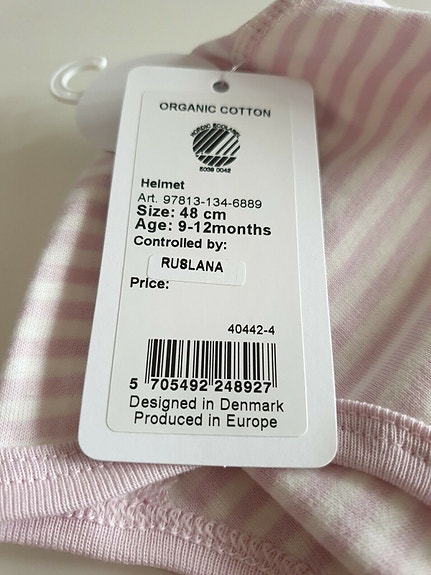 ORGANIC COTTON
NORDIC ECOLABEL
5039 0042
Helmet
Art. 97813-134-6889
Size: 48 cm
Age: 9-12months
Controlled by:
RUSLANA
Price:
40442-4
5 705492 248927
Designed in Denmark
Produced in Europe